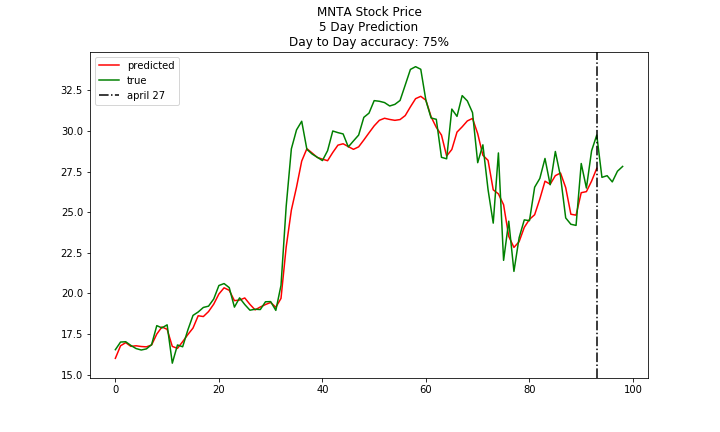 MNTA Stock Price
5 Day Prediction
Day to Day accuracy: 75%
predicted
true
april 27
32.5
30.0
27.5
25.0
22.5
20.0
17.5
15.0
0 20 40 60 80 100